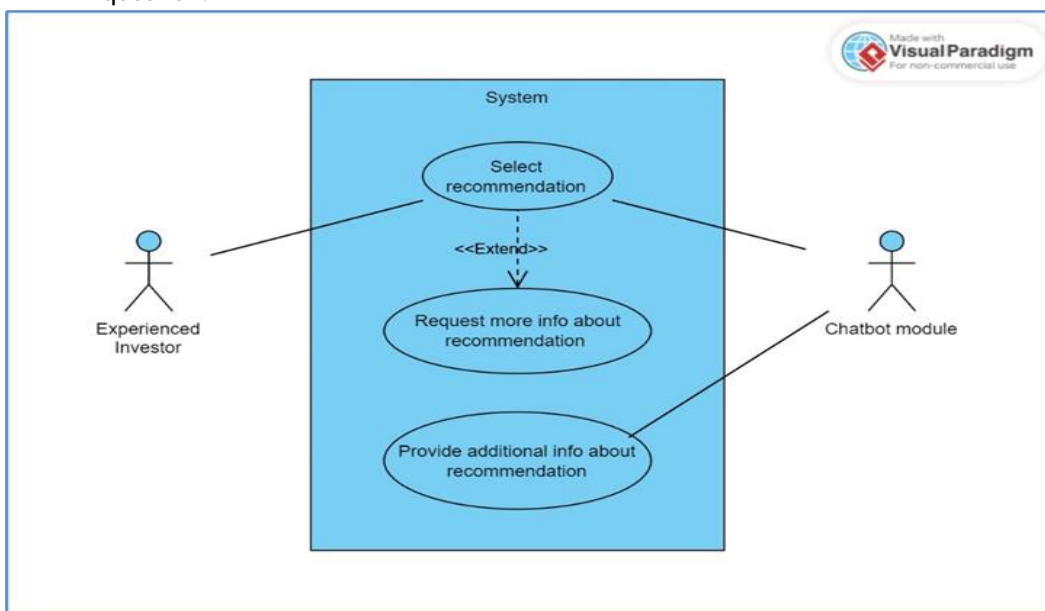 Made with
Visual Paradigm
For non-commercial use
System
Select
recommendation
<<Extend>>
Experienced
Investor
Request more info about
recommendation
Chatbot module
Provide additional info about
recommendation